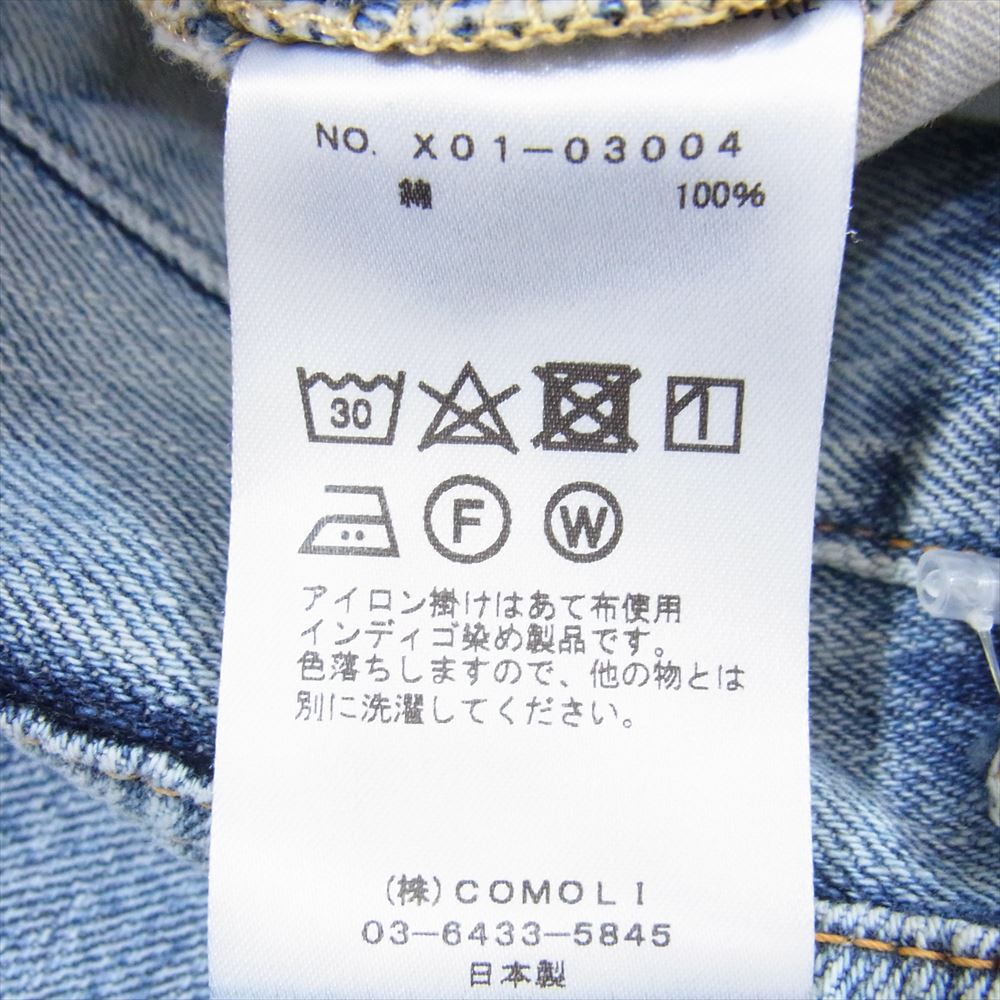 NO. X01-03004
綿 100%
30
F W
アイロン掛けはあて布使用
インディゴ染め製品です。
色落ちしますので、他の物とは
別に洗濯してください。
(株)COMOLI
03-6433-5845
日本製